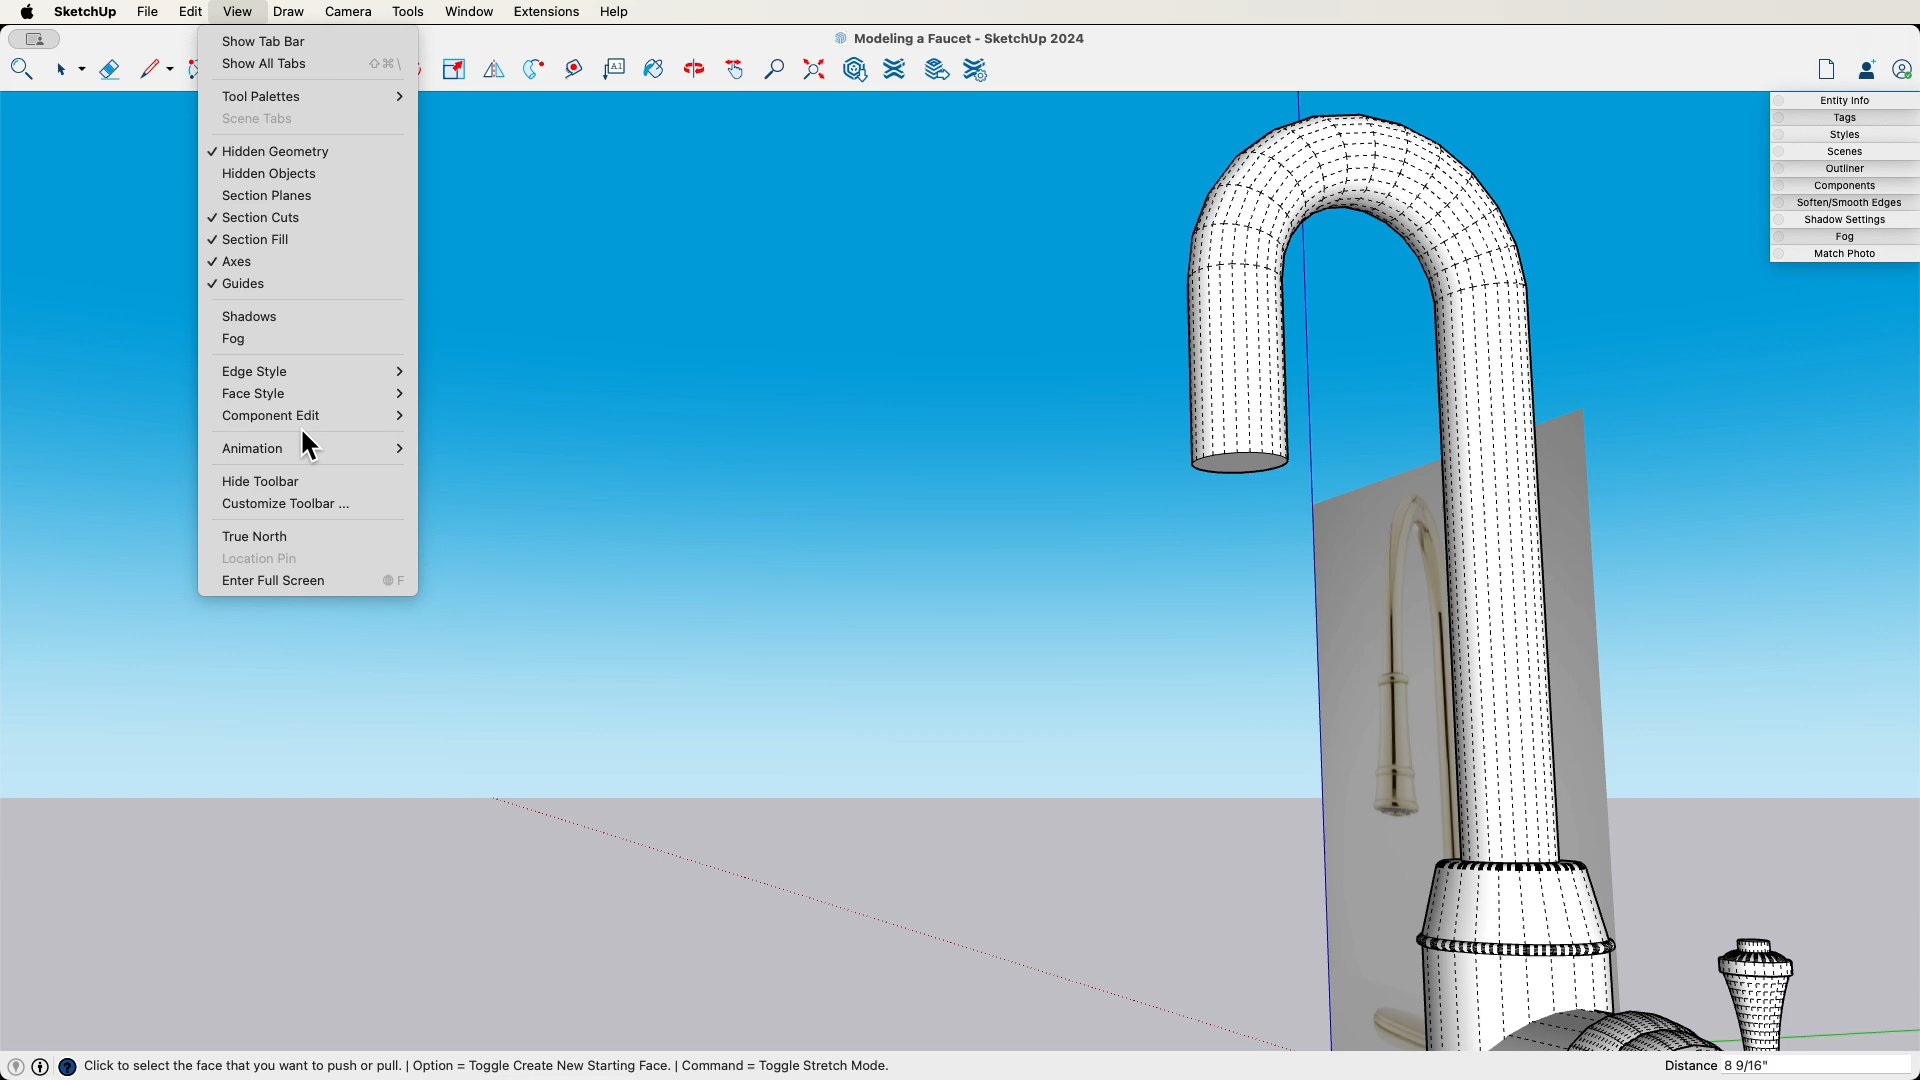 SketchUp File Edit View Draw Camera Tools Window Extensions Help
Modeling a Faucet - SketchUp 2024
Show Tab Bar
Show All Tabs ⇧⌘\
Tool Palettes
Scene Tabs
Hidden Geometry
Hidden Objects
Section Planes
Section Cuts
Section Fill
Axes
Guides
Shadows
Fog
Edge Style
Face Style
Component Edit
Animation
Hide Toolbar
Customize Toolbar ...
True North
Location Pin
Enter Full Screen F
A1
Entity Info
Tags
Styles
Scenes
Outliner
Components
Soften/Smooth Edges
Shadow Settings
Fog
Match Photo
Click to select the face that you want to push or pull. | Option = Toggle Create New Starting Face. | Command = Toggle Stretch Mode.
Distance 8 9/16"